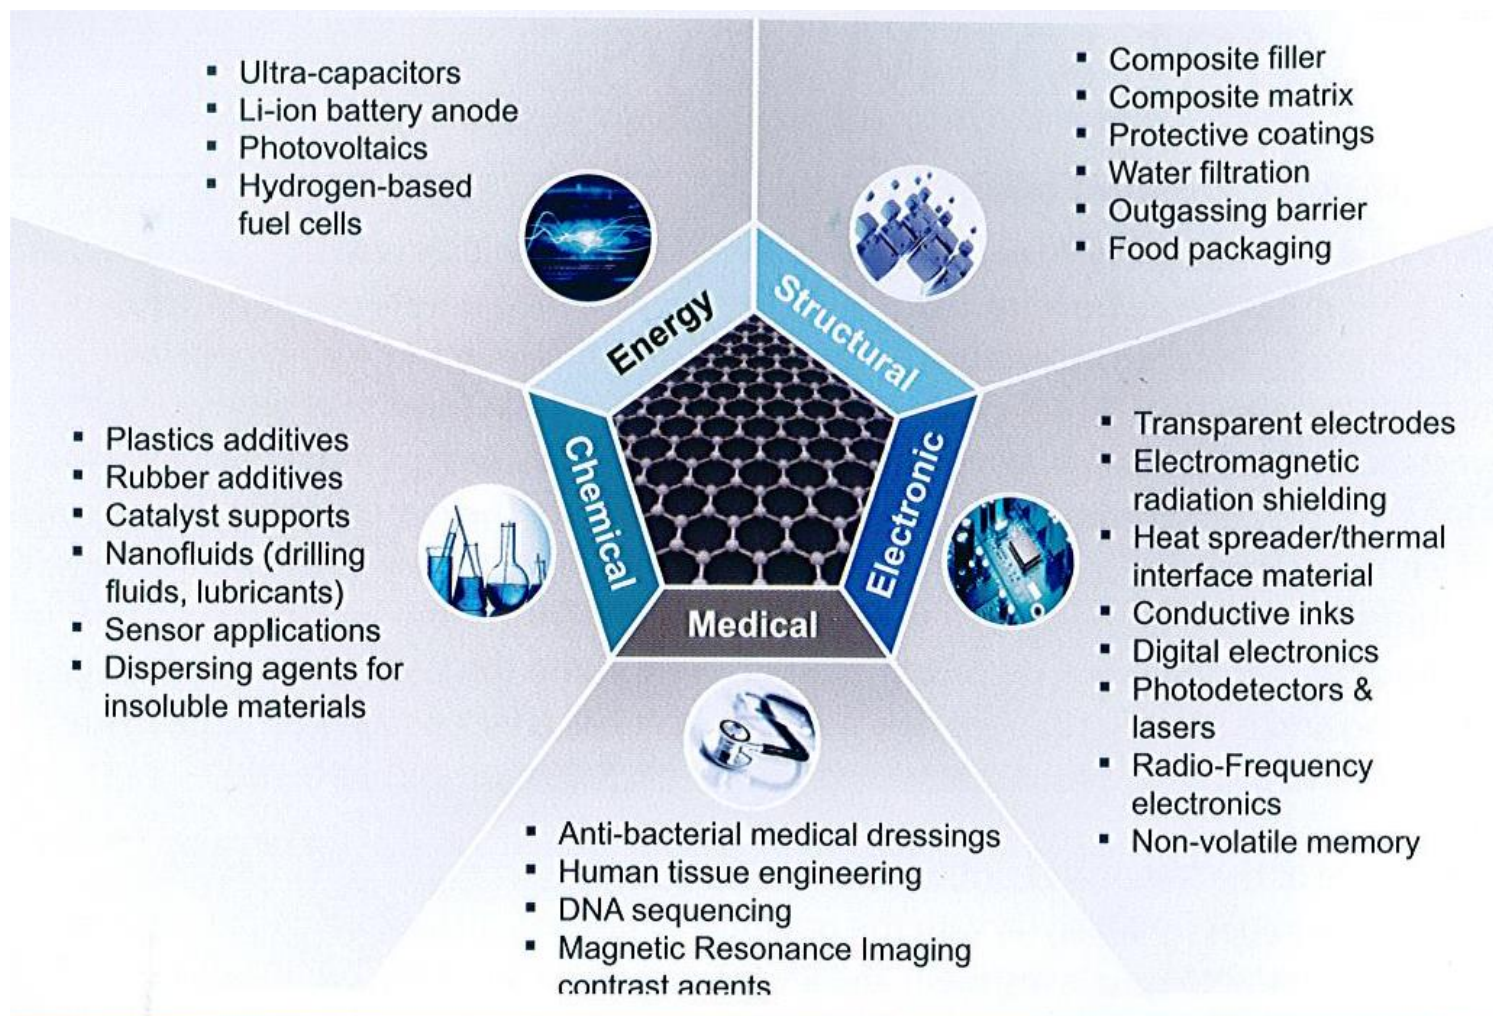 ▪ Ultra-capacitors
▪ Li-ion battery anode
▪ Photovoltaics
▪ Hydrogen-based
fuel cells
▪ Composite filler
▪ Composite matrix
▪ Protective coatings
▪ Water filtration
▪ Outgassing barrier
▪ Food packaging
Energy
Structural
Chemical
Electronic
Medical
▪ Plastics additives
▪ Rubber additives
▪ Catalyst supports
▪ Nanofluids (drilling
fluids, lubricants)
▪ Sensor applications
▪ Dispersing agents for
insoluble materials
▪ Transparent electrodes
▪ Electromagnetic
radiation shielding
▪ Heat spreader/thermal
interface material
▪ Conductive inks
▪ Digital electronics
▪ Photodetectors &
lasers
▪ Radio-Frequency
electronics
▪ Non-volatile memory
▪ Anti-bacterial medical dressings
▪ Human tissue engineering
▪ DNA sequencing
▪ Magnetic Resonance Imaging
contrast agents